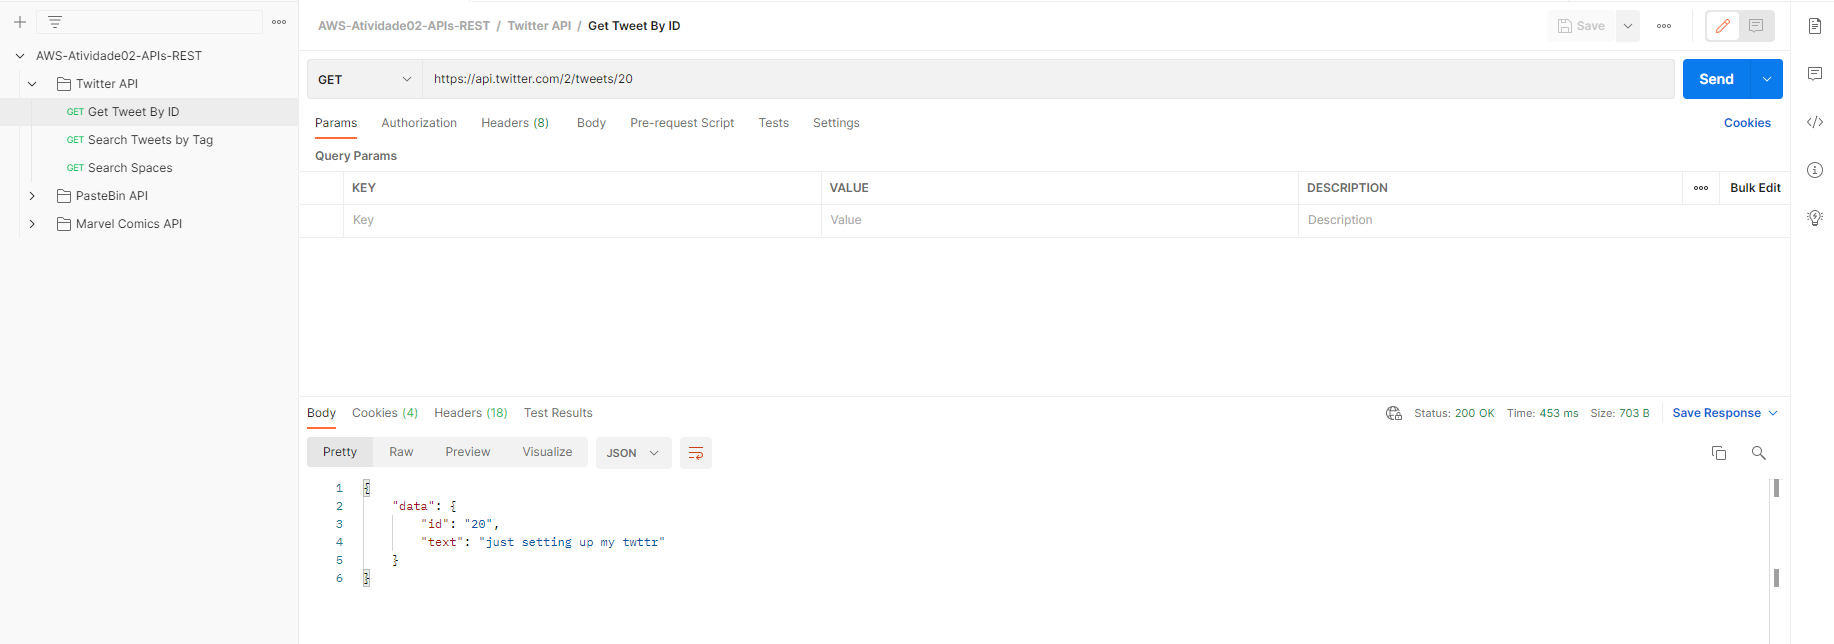 AWS-Atividade02-APIs-REST
Twitter API
GET Get Tweet By ID
GET Search Tweets by Tag
GET Search Spaces
PasteBin API
Marvel Comics API
AWS-Atividade02-APIs-REST / Twitter API / Get Tweet By ID
Save
GET https://api.twitter.com/2/tweets/20 Send
Params Authorization Headers (8) Body Pre-request Script Tests Settings Cookies
Query Params
KEY VALUE DESCRIPTION Bulk Edit
Key Value Description
Body Cookies (4) Headers (18) Test Results Status: 200 OK Time: 453 ms Size: 703 B Save Response
Pretty Raw Preview Visualize JSON
1 {
2 "data": {
3 "id": "20",
4 "text": "just setting up my twttr"
5 }
6 }